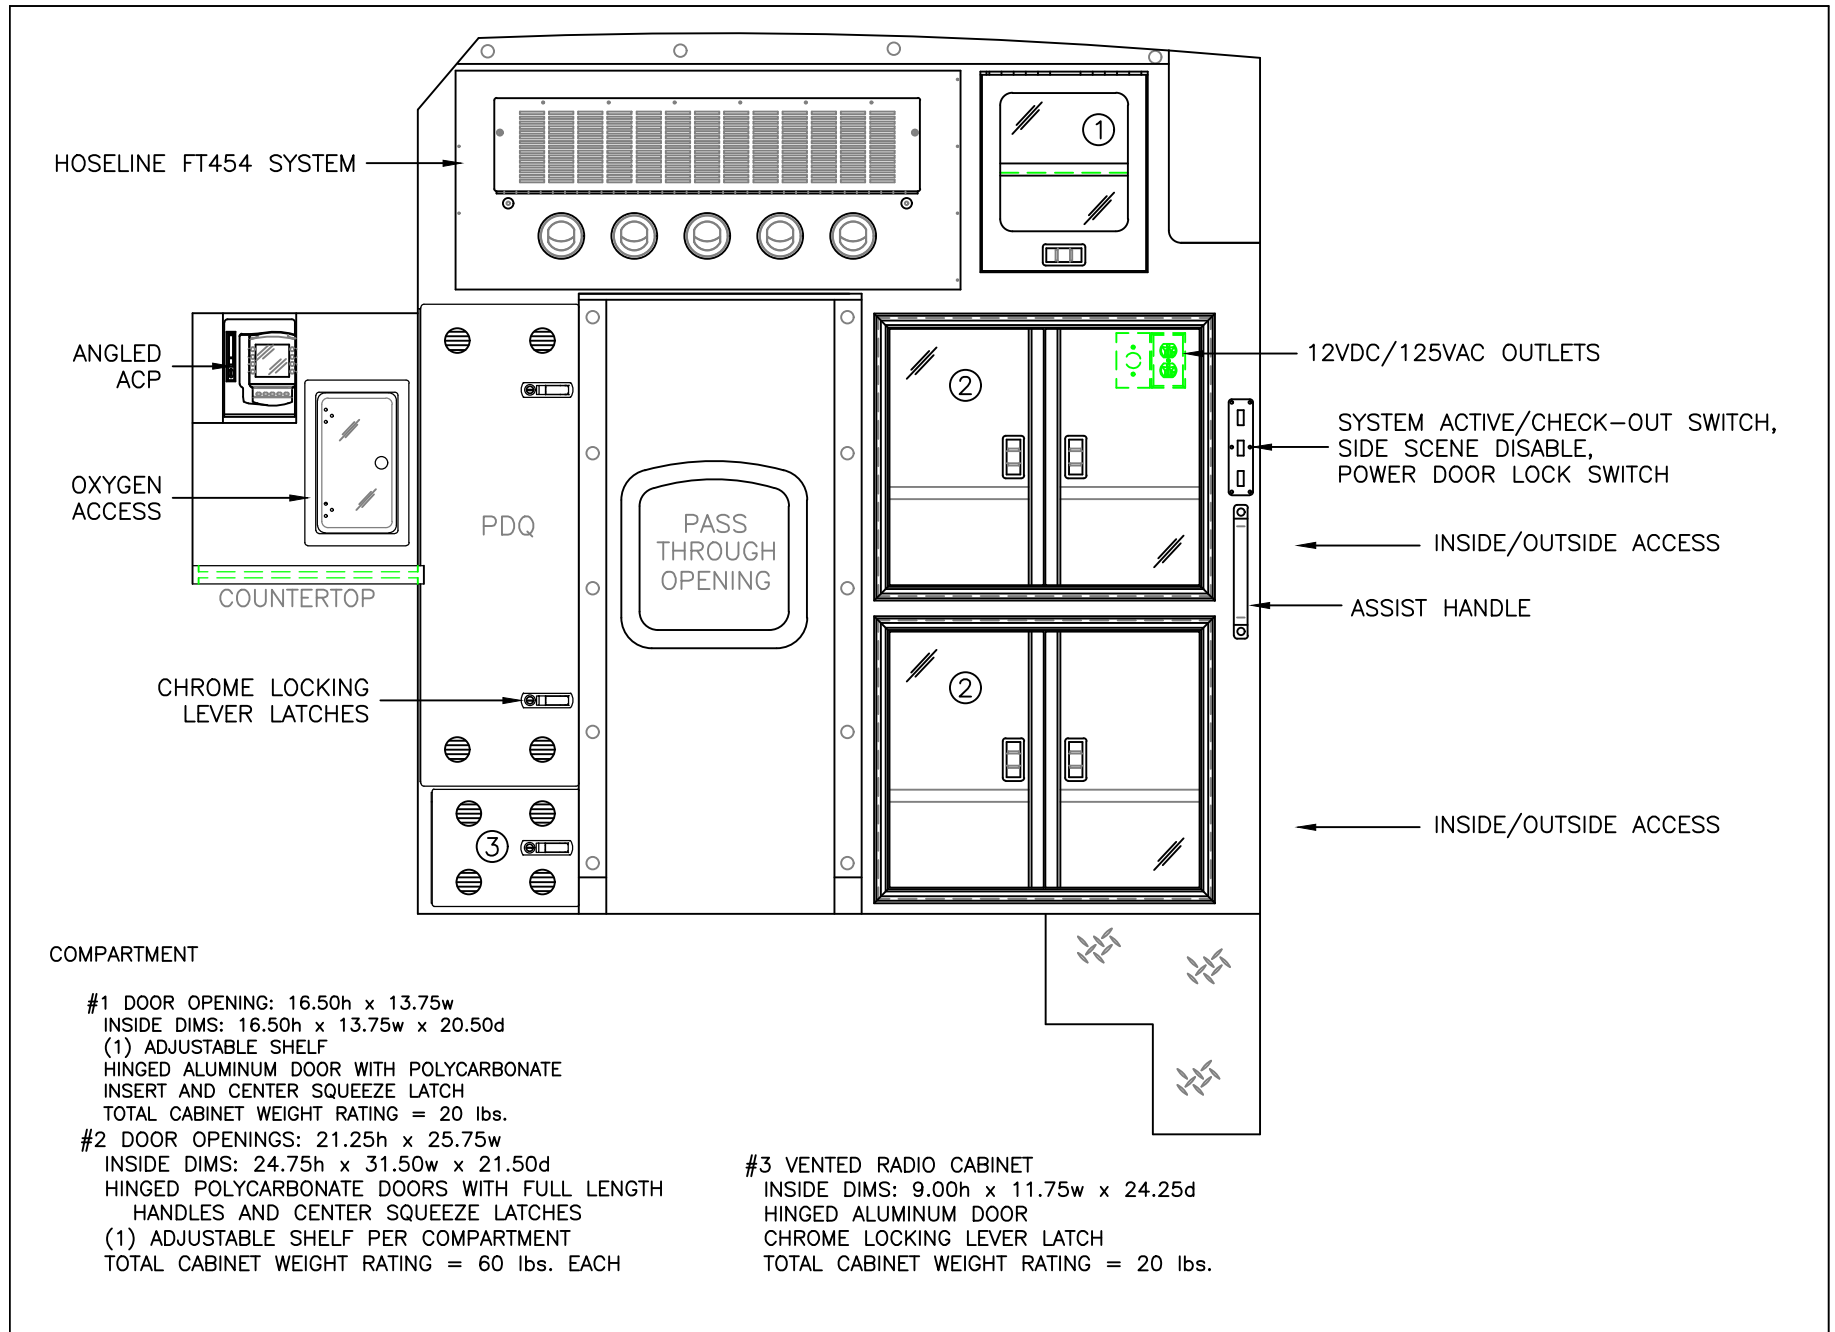 HOSELINE FT454 SYSTEM
1
ANGLED
ACP
12VDC/125VAC OUTLETS
2
SYSTEM ACTIVE/CHECK-OUT SWITCH,
SIDE SCENE DISABLE,
POWER DOOR LOCK SWITCH
OXYGEN
ACCESS
PDQ
PASS
THROUGH
OPENING
INSIDE/OUTSIDE ACCESS
COUNTERTOP
ASSIST HANDLE
CHROME LOCKING
LEVER LATCHES
2
3
INSIDE/OUTSIDE ACCESS
COMPARTMENT
#1 DOOR OPENING: 16.50h x 13.75w
INSIDE DIMS: 16.50h x 13.75w x 20.50d
(1) ADJUSTABLE SHELF
HINGED ALUMINUM DOOR WITH POLYCARBONATE
INSERT AND CENTER SQUEEZE LATCH
TOTAL CABINET WEIGHT RATING = 20 lbs.
#2 DOOR OPENINGS: 21.25h x 25.75w
INSIDE DIMS: 24.75h x 31.50w x 21.50d
HINGED POLYCARBONATE DOORS WITH FULL LENGTH
HANDLES AND CENTER SQUEEZE LATCHES
(1) ADJUSTABLE SHELF PER COMPARTMENT
TOTAL CABINET WEIGHT RATING = 60 lbs. EACH
#3 VENTED RADIO CABINET
INSIDE DIMS: 9.00h x 11.75w x 24.25d
HINGED ALUMINUM DOOR
CHROME LOCKING LEVER LATCH
TOTAL CABINET WEIGHT RATING = 20 lbs.